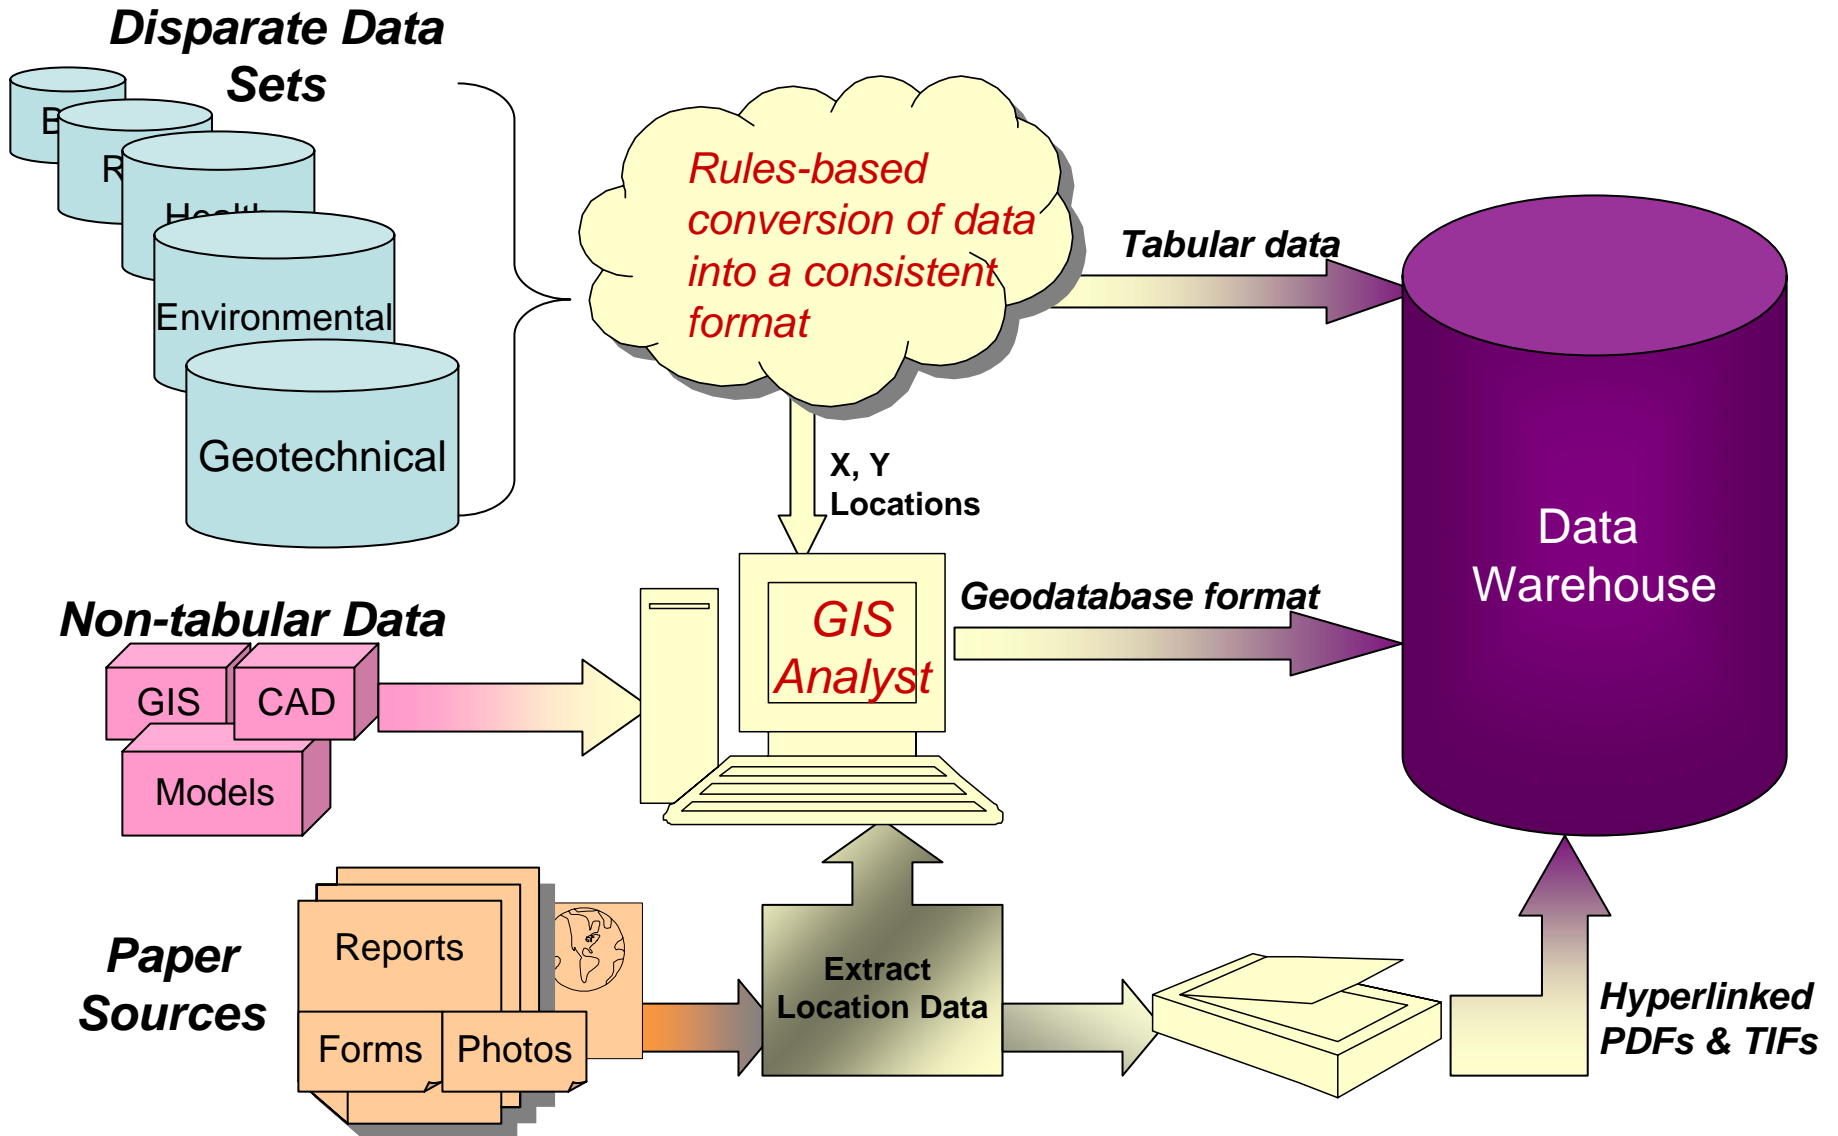 Disparate Data
Sets
B
R
Health
Environmental
Geotechnical
Rules-based
conversion of data
into a consistent
format
Tabular data
X, Y
Locations
Data
Warehouse
Non-tabular Data
GIS
CAD
Models
GIS
Analyst
Geodatabase format
Paper
Sources
Reports
Forms
Photos
Extract
Location Data
Hyperlinked
PDFs & TIFs